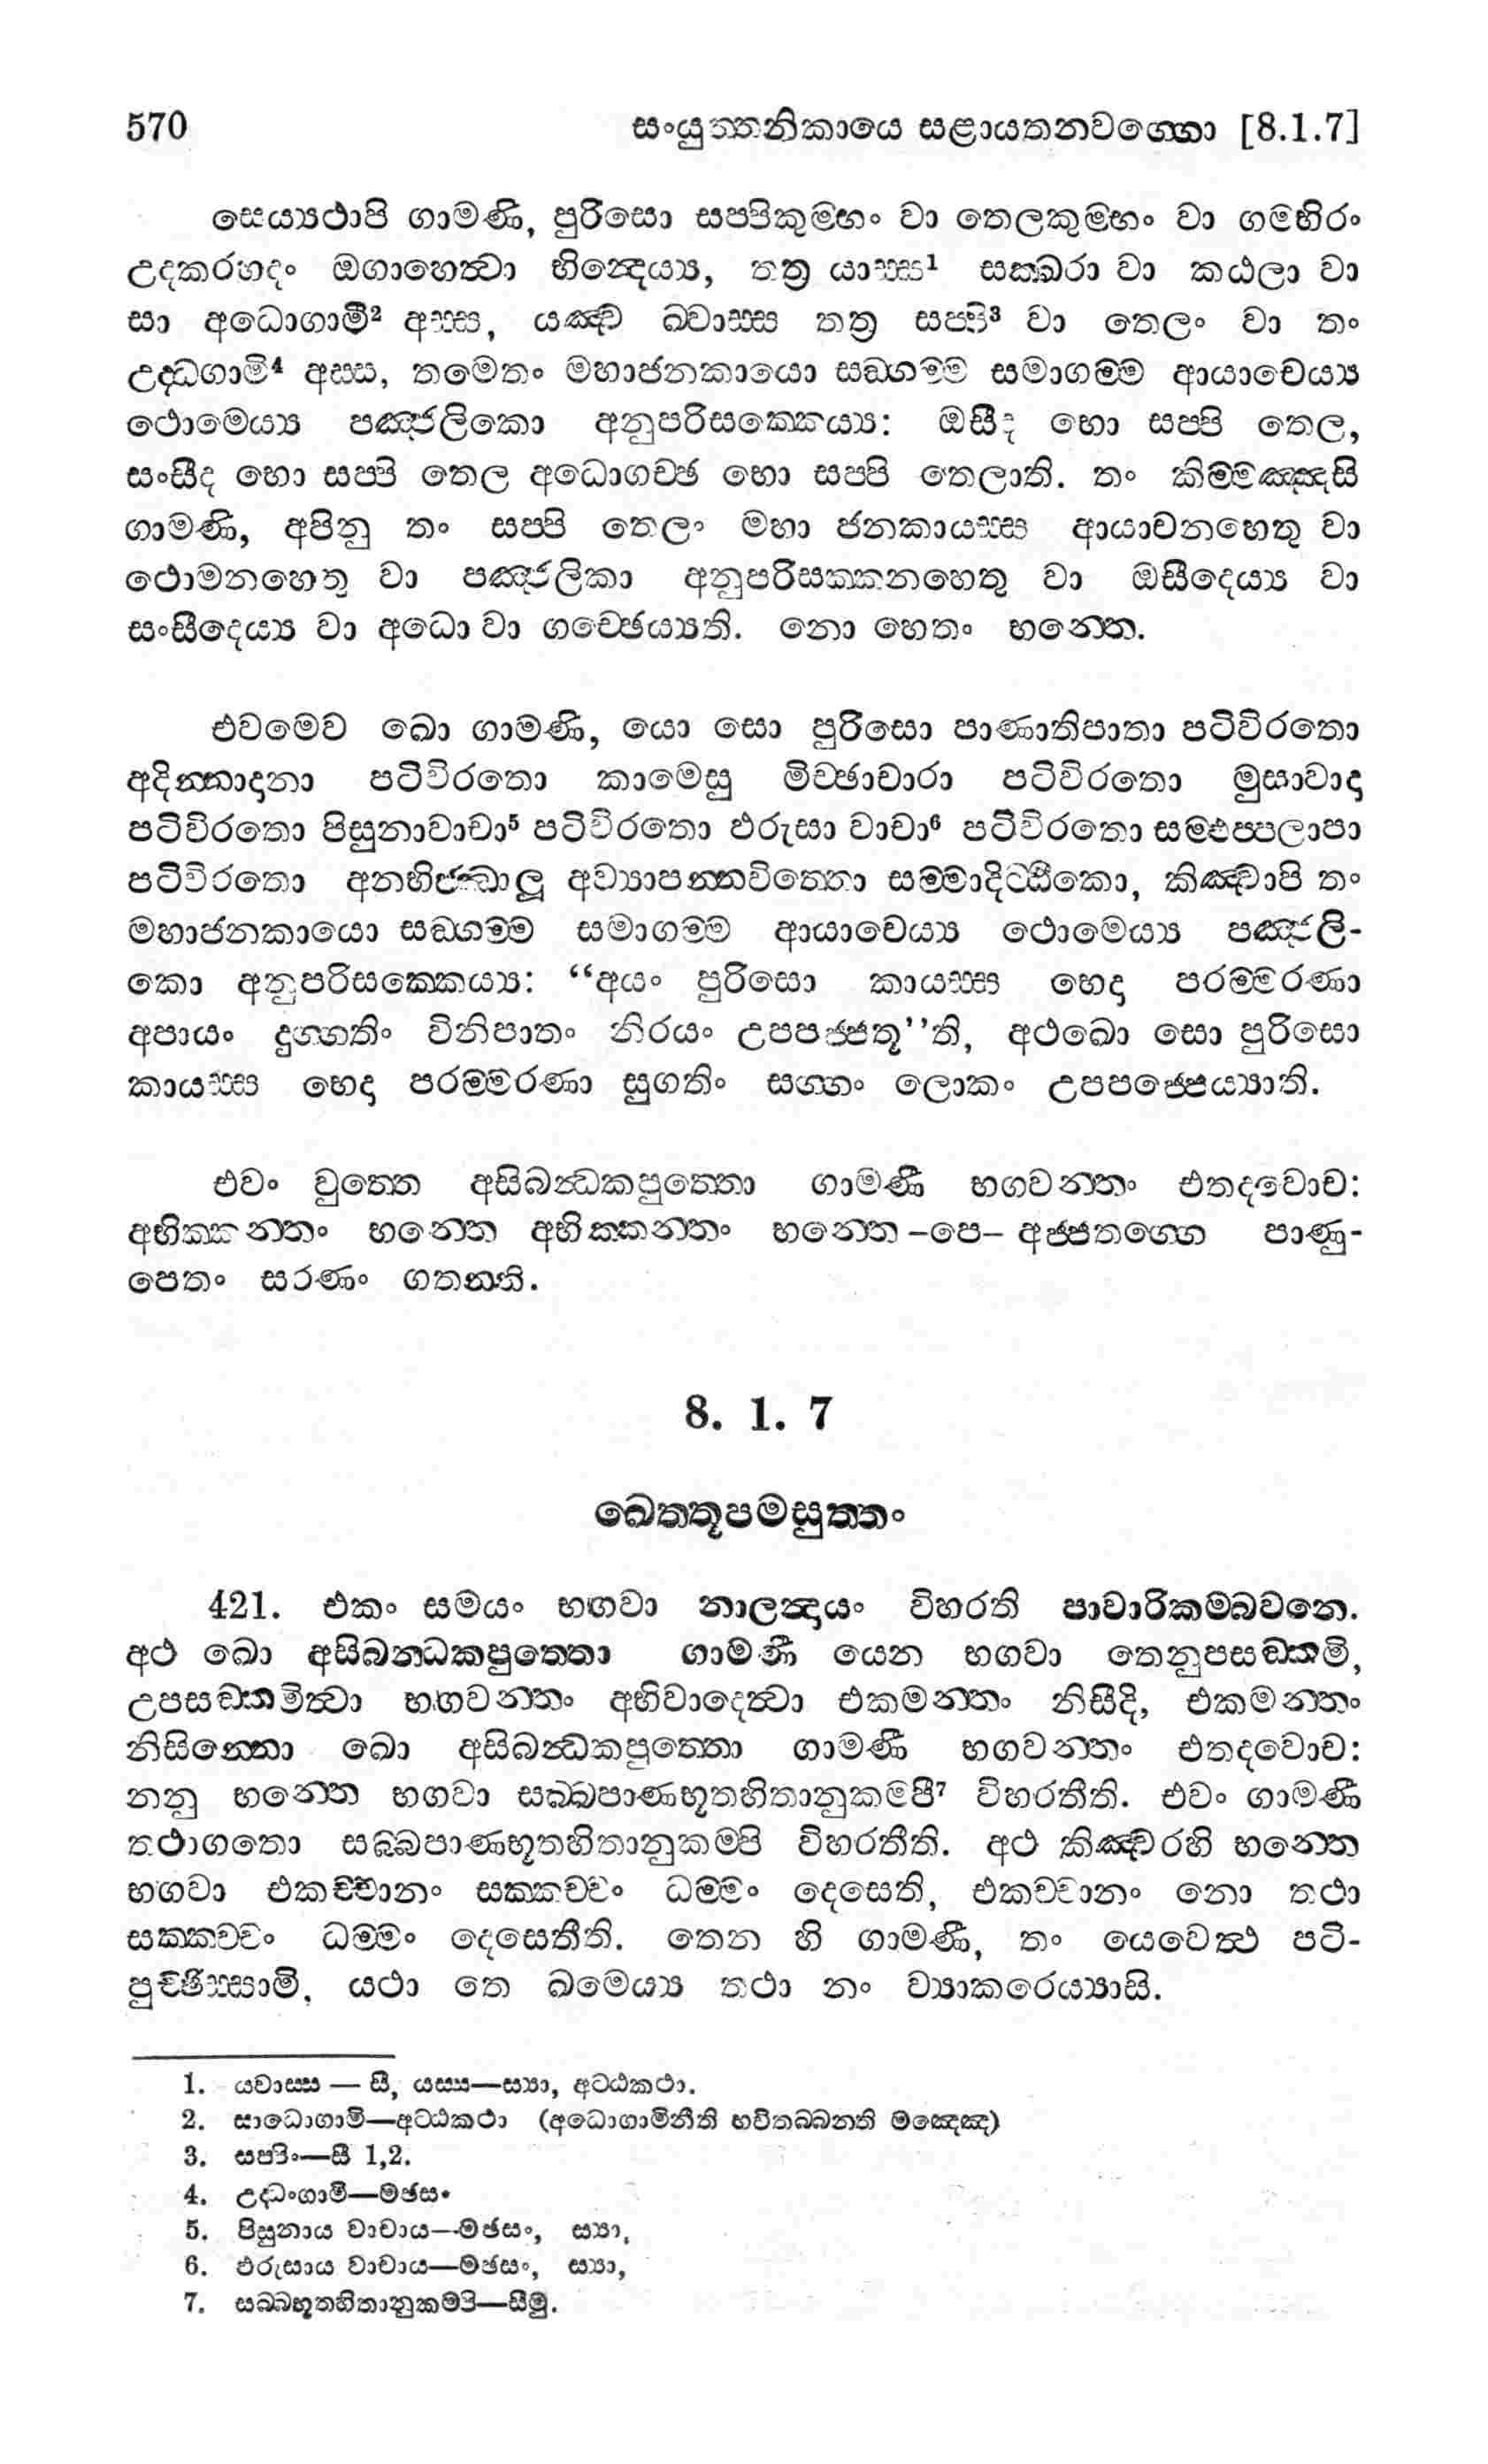 570 සංයුත්තනිකායෙ සළායතනවග්ගො [8.1.7]
සෙය්‍යථාපි ගාමණි, පුරිසො සප්පිකුම්භං වා තෙලකුම්භං වා ගම්භිරං
උදකරහදං ඔගාහෙත්වා භින්දෙය්‍ය, තත්‍ර යාස්ස1 සක්ඛරා වා කඨලා වා
සා අධොගාමී2 අස්ස, යඤ්ච ඛ්වාස්ස තත්‍ර සප්පි3 වා තෙලං වා තං
උද්ධගාමි4 අස්ස, තමෙතං මහාජනකායො සඞ්ගම්ම සමාගම්ම ආයාචෙය්‍ය
ථොමෙය්‍ය පඤ්ජලිකො අනුපරිසක්කෙය්‍ය: ඔසීද භො සප්පි තෙල,
සංසීද භො සප්පි තෙල අධොගච්ඡ භො සප්පි තෙලාති. තං කිම්මඤ්ඤසි
ගාමණි, අපිනු තං සප්පි තෙලං මහා ජනකායස්ස ආයාචනහෙතු වා
ථොමනහෙතු වා පඤ්ජලිකා අනුපරිසක්කනහෙතු වා ඔසීදෙය්‍ය වා
සංසීදෙය්‍ය වා අධො වා ගච්ඡෙය්‍යති. නො හෙතං භන්තෙ.
එවමෙව ඛො ගාමණි, යො සො පුරිසො පාණාතිපාතා පටිවිරතො
අදින්නාදානා පටිවිරතො කාමෙසු මිච්ඡාචාරා පටිවිරතො මුසාවාදා
පටිවිරතො පිසුනාවාචා5 පටිවිරතො ඵරුසා වාචා6 පටිවිරතො සම්ඵප්පලාපා
පටිවිරතො අනභිජ්ඣාලූ අව්‍යාපන්නචිත්තො සම්මාදිට්ඨිකො, කිඤ්චාපි තං
මහාජනකායො සඞ්ගම්ම සමාගම්ම ආයාචෙය්‍ය ථොමෙය්‍ය පඤ්ජලි-
කො අනුපරිසක්කෙය්‍ය: “අයං පුරිසො කායස්ස භෙදා පරම්මරණා
අපායං දුග්ගතිං විනිපාතං නිරයං උපපජ්ජතූ’’ති, අථඛො සො පුරිසො
කායස්ස භෙදා පරම්මරණා සුගතිං සග්ගං ලොකං උපපජ්ජෙය්‍යාති.
එවං වුත්තෙ අසිබන්ධකපුත්තො ගාමණී භගවන්තං එතදවොච:
අභික්කන්තං භන්තෙ අභික්කන්තං භන්තෙ –පෙ– අජ්ජතග්ගෙ පාණු-
පෙතං සරණං ගතන්ති.
8. 1. 7
ඛෙත්තූපමසුත්තං
421. එකං සමයං භගවා නාලන්දායං විහරති පාවාරිකම්බවනෙ.
අථ ඛො අසිබන්ධකපුත්තො ගාමණී යෙන භගවා තෙනුපසඞ්කමි,
උපසඞ්කමිත්වා භගවන්තං අභිවාදෙත්වා එකමන්තං නිසීදි, එකමන්තං
නිසින්නො ඛො අසිබන්ධකපුත්තො ගාමණී භගවන්තං එතදවොච:
නනු භන්තෙ භගවා සබ්බපාණභූතහිතානුකම්පී7 විහරතීති. එවං ගාමණී
තථාගතො සබ්බපාණභූතහිතානුකම්පි විහරතීති. අථ කිඤ්චරහි භන්තෙ
භගවා එකච්චානං සක්කච්චං ධම්මං දෙසෙති, එකච්චානං නො තථා
සක්කච්චං ධම්මං දෙසෙතීති. තෙන හි ගාමණී, තං යෙවෙත්ථ පටි-
පුච්ඡිස්සාමි, යථා තෙ ඛමෙය්‍ය තථා නං ව්‍යාකරෙය්‍යාසි.
1. යවාස්ස — සී, යස්ස—ස්‍යා, අට්ඨකථා.
2. සාධොගාමී—අට්ඨකථා (අධොගාමිනීති භවිතබ්බන්ති මඤ්ඤෙ)
3. සප්පිං—සී 1,2.
4. උද්ධංගාමී—මඡසං
5. පිසුනාය වාචාය—මඡසං, ස්‍යා,
6. ඵරුසාය වාචාය—මඡසං, ස්‍යා,
7. සබ්බභූතහිතානුකම්පී—සීමු.